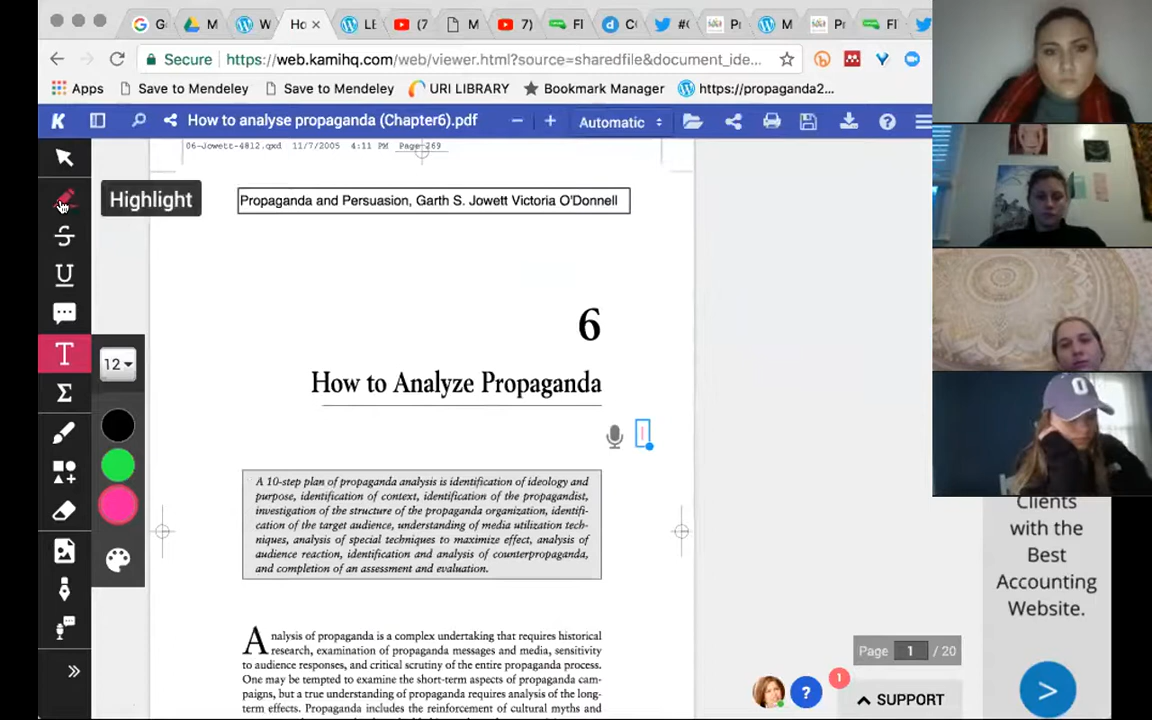 G
M
W
Ho
LE
(7
M
7)
FI
C
#(
Pr
M
Pr
FI
Secure
https://web.kamihq.com/web/viewer.html?source=sharedfile&document_ide...
Apps
Save to Mendeley
Save to Mendeley
URI LIBRARY
Bookmark Manager
https://propaganda2...
K
How to analyse propaganda (Chapter6).pdf
Automatic
06-Jowett-4812.qxd 11/7/2005 4:11 PM Page 269
Highlight
Propaganda and Persuasion, Garth S. Jowett Victoria O'Donnell
6
How to Analyze Propaganda
T
12
A 10-step plan of propaganda analysis is identification of ideology and
purpose, identification of context, identification of the propagandist,
investigation of the structure of the propaganda organization, identifi-
cation of the target audience, understanding of media utilization tech-
niques, analysis of special techniques to maximize effect, analysis of
audience reaction, identification and analysis of counterpropaganda,
and completion of an assessment and evaluation.
Analysis of propaganda is a complex undertaking that requires historical
research, examination of propaganda messages and media, sensitivity
to audience responses, and critical scrutiny of the entire propaganda process.
One may be tempted to examine the short-term aspects of propaganda cam-
paigns, but a true understanding of propaganda requires analysis of the long-
term effects. Propaganda includes the reinforcement of cultural myths and
Clients
with the
Best
Accounting
Website.
Page 1 / 20
1
?
SUPPORT
>
O